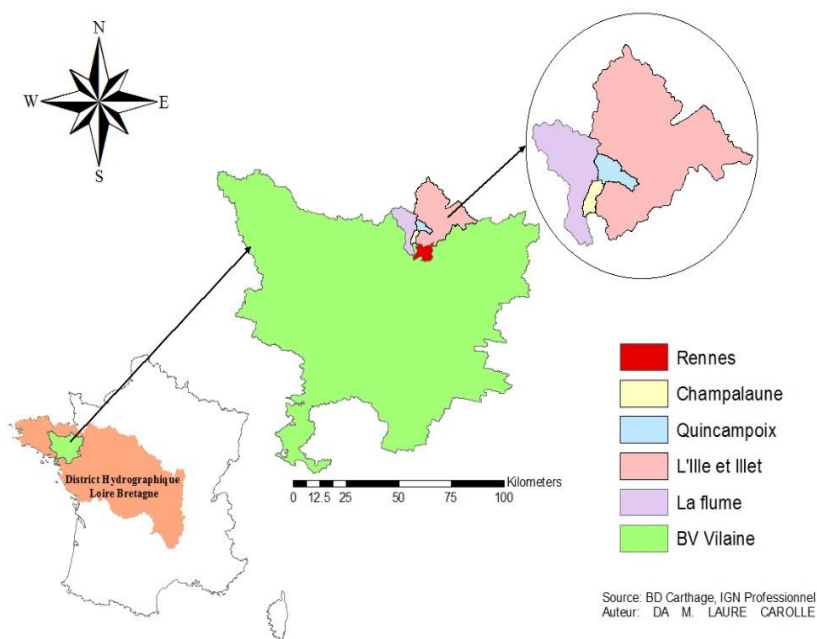 N
W E
S
District Hydrographique
Loire Bretagne
Kilometers
0 12.5 25 50 75 100
Rennes
Champalaune
Quincampoix
L'Ille et Illet
La flume
BV Vilaine
Source: BD Carthage, IGN Professionnel
Auteur: DA M. LAURE CAROLLE